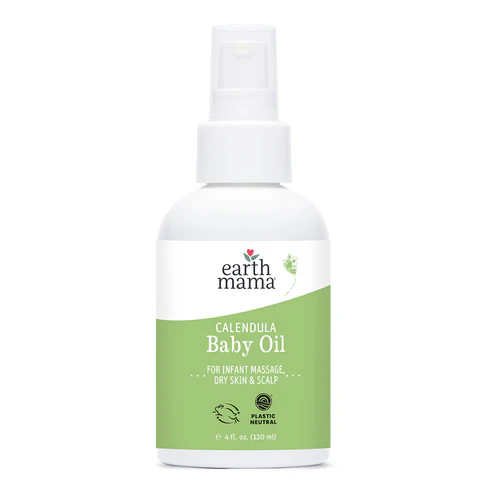 earth
mama®
CALENDULA
Baby Oil
FOR INFANT MASSAGE,
DRY SKIN & SCALP
PLASTIC
NEUTRAL
℮ 4 fl. oz. (120 ml)